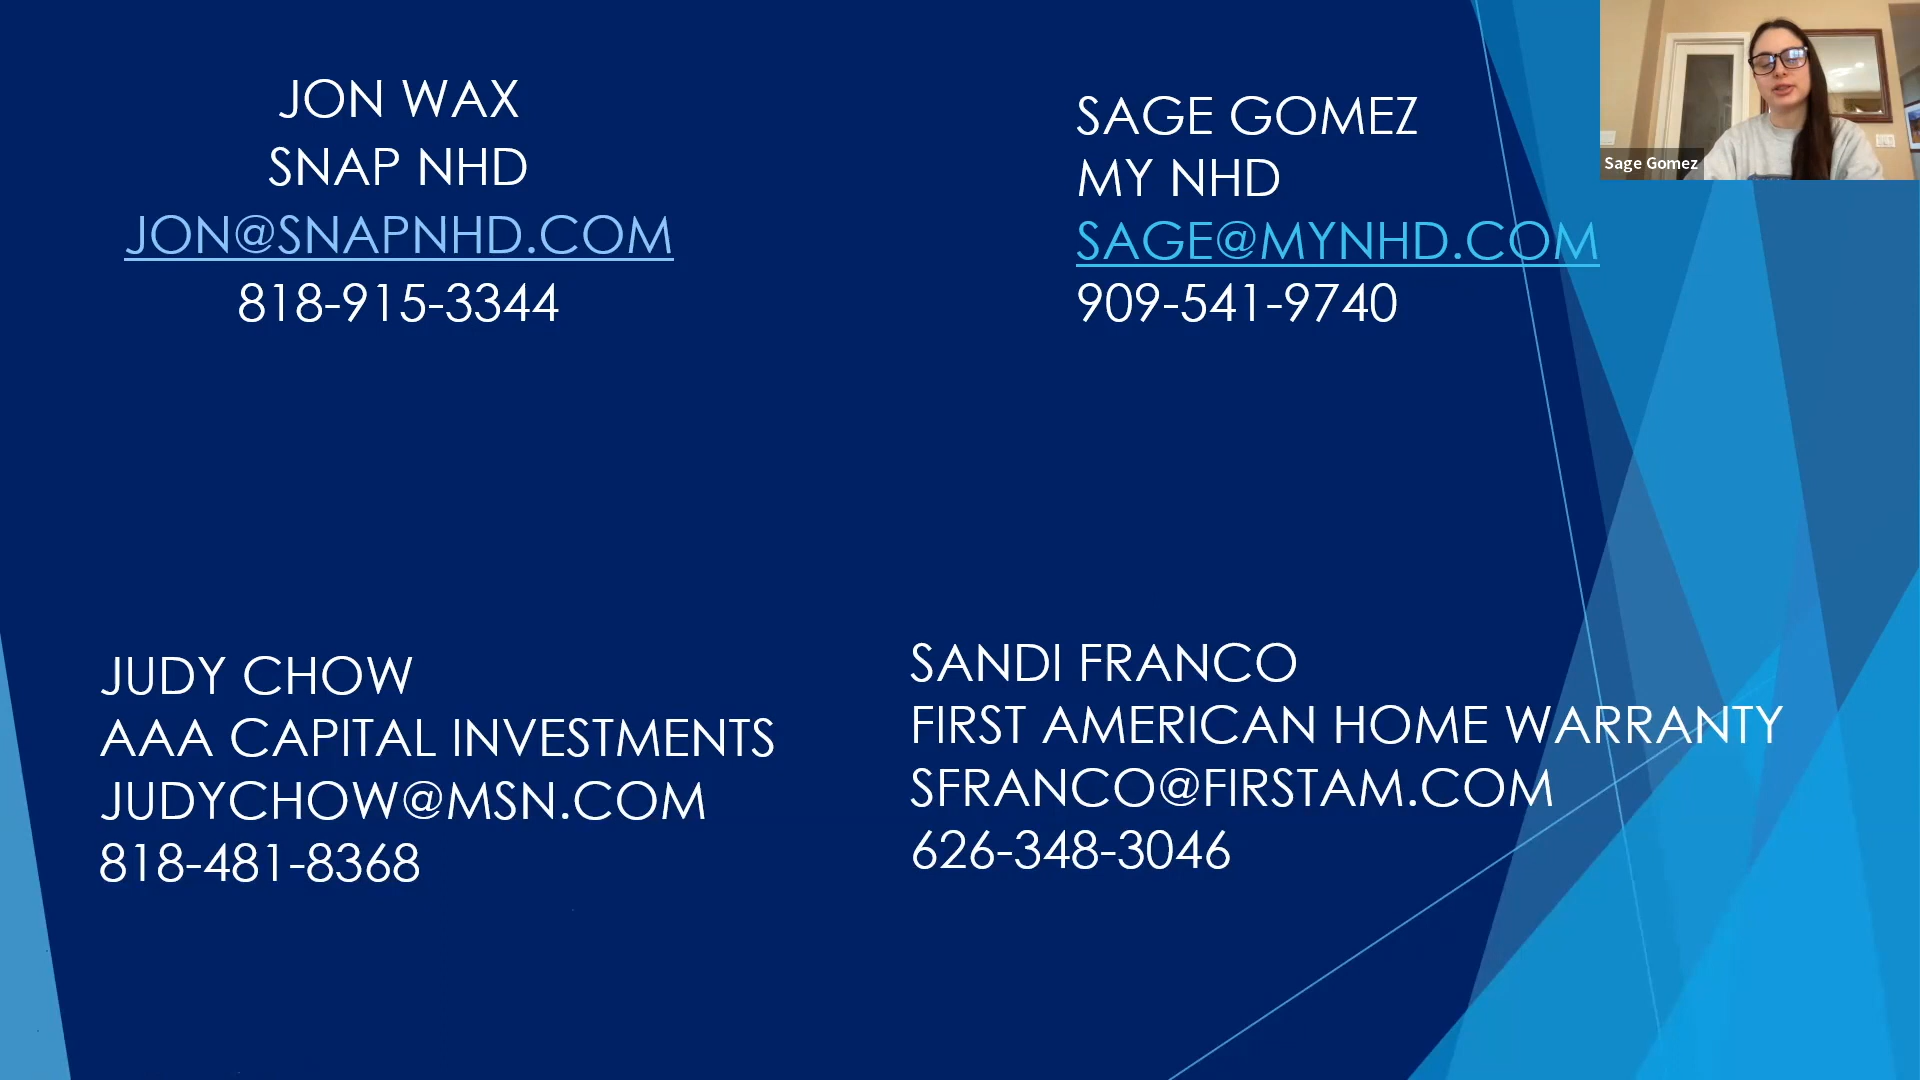 JON WAX
SNAP NHD
JON@SNAPNHD.COM
818-915-3344
SAGE GOMEZ
MY NHD
SAGE@MYNHD.COM
909-541-9740
Sage Gomez
JUDY CHOW
AAA CAPITAL INVESTMENTS
JUDYCHOW@MSN.COM
818-481-8368
SANDI FRANCO
FIRST AMERICAN HOME WARRANTY
SFRANCO@FIRSTAM.COM
626-348-3046